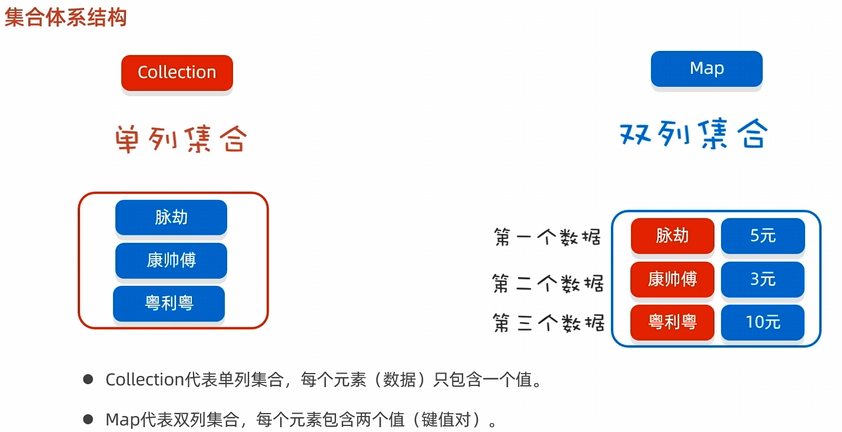 集合体系结构
Collection
Map
单列集合
双列集合
脉劫
康帅傅
粤利粤
第一个数据 脉劫 5元
第二个数据 康帅傅 3元
第三个数据 粤利粤 10元
● Collection代表单列集合，每个元素（数据）只包含一个值。
● Map代表双列集合，每个元素包含两个值（键值对）。